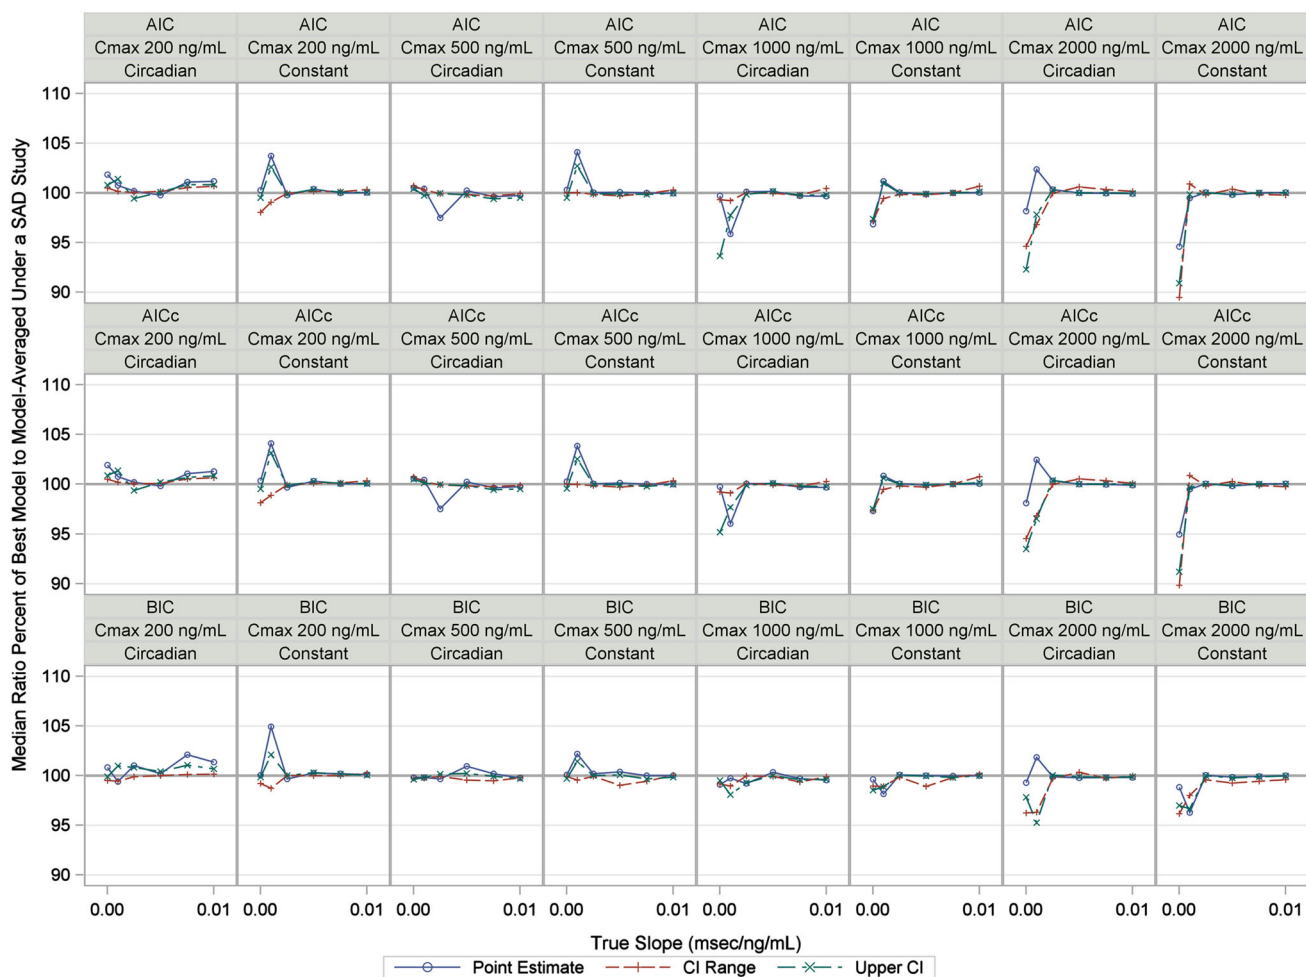 AIC AIC AIC AIC AIC AIC AIC AIC
Cmax 200 ng/mL Cmax 200 ng/mL Cmax 500 ng/mL Cmax 500 ng/mL Cmax 1000 ng/mL Cmax 1000 ng/mL Cmax 2000 ng/mL Cmax 2000 ng/mL
Circadian Constant Circadian Constant Circadian Constant Circadian Constant
110
105
100
95
90
AICc AICc AICc AICc AICc AICc AICc AICc
Cmax 200 ng/mL Cmax 200 ng/mL Cmax 500 ng/mL Cmax 500 ng/mL Cmax 1000 ng/mL Cmax 1000 ng/mL Cmax 2000 ng/mL Cmax 2000 ng/mL
Circadian Constant Circadian Constant Circadian Constant Circadian Constant
110
105
100
95
90
BIC BIC BIC BIC BIC BIC BIC BIC
Cmax 200 ng/mL Cmax 200 ng/mL Cmax 500 ng/mL Cmax 500 ng/mL Cmax 1000 ng/mL Cmax 1000 ng/mL Cmax 2000 ng/mL Cmax 2000 ng/mL
Circadian Constant Circadian Constant Circadian Constant Circadian Constant
110
105
100
95
90
0.00 0.01 0.00 0.01 0.00 0.01 0.00 0.01 0.00 0.01 0.00 0.01 0.00 0.01 0.00 0.01
Median Ratio Percent of Best Model to Model-Averaged Under a SAD Study
True Slope (msec/ng/mL)
Point Estimate CI Range Upper CI